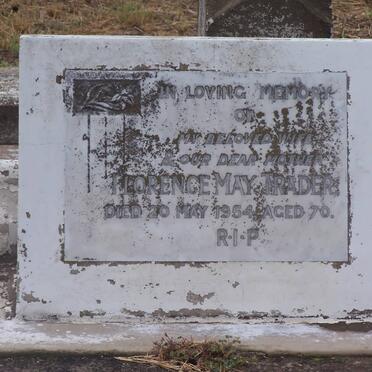 IN LOVING MEMORY
OF
MY BELOVED WIFE
& OUR DEAR MOTHER
FLORENCE MAY TRADER
DIED 20 MAY 1954 AGED 70.
R.I.P